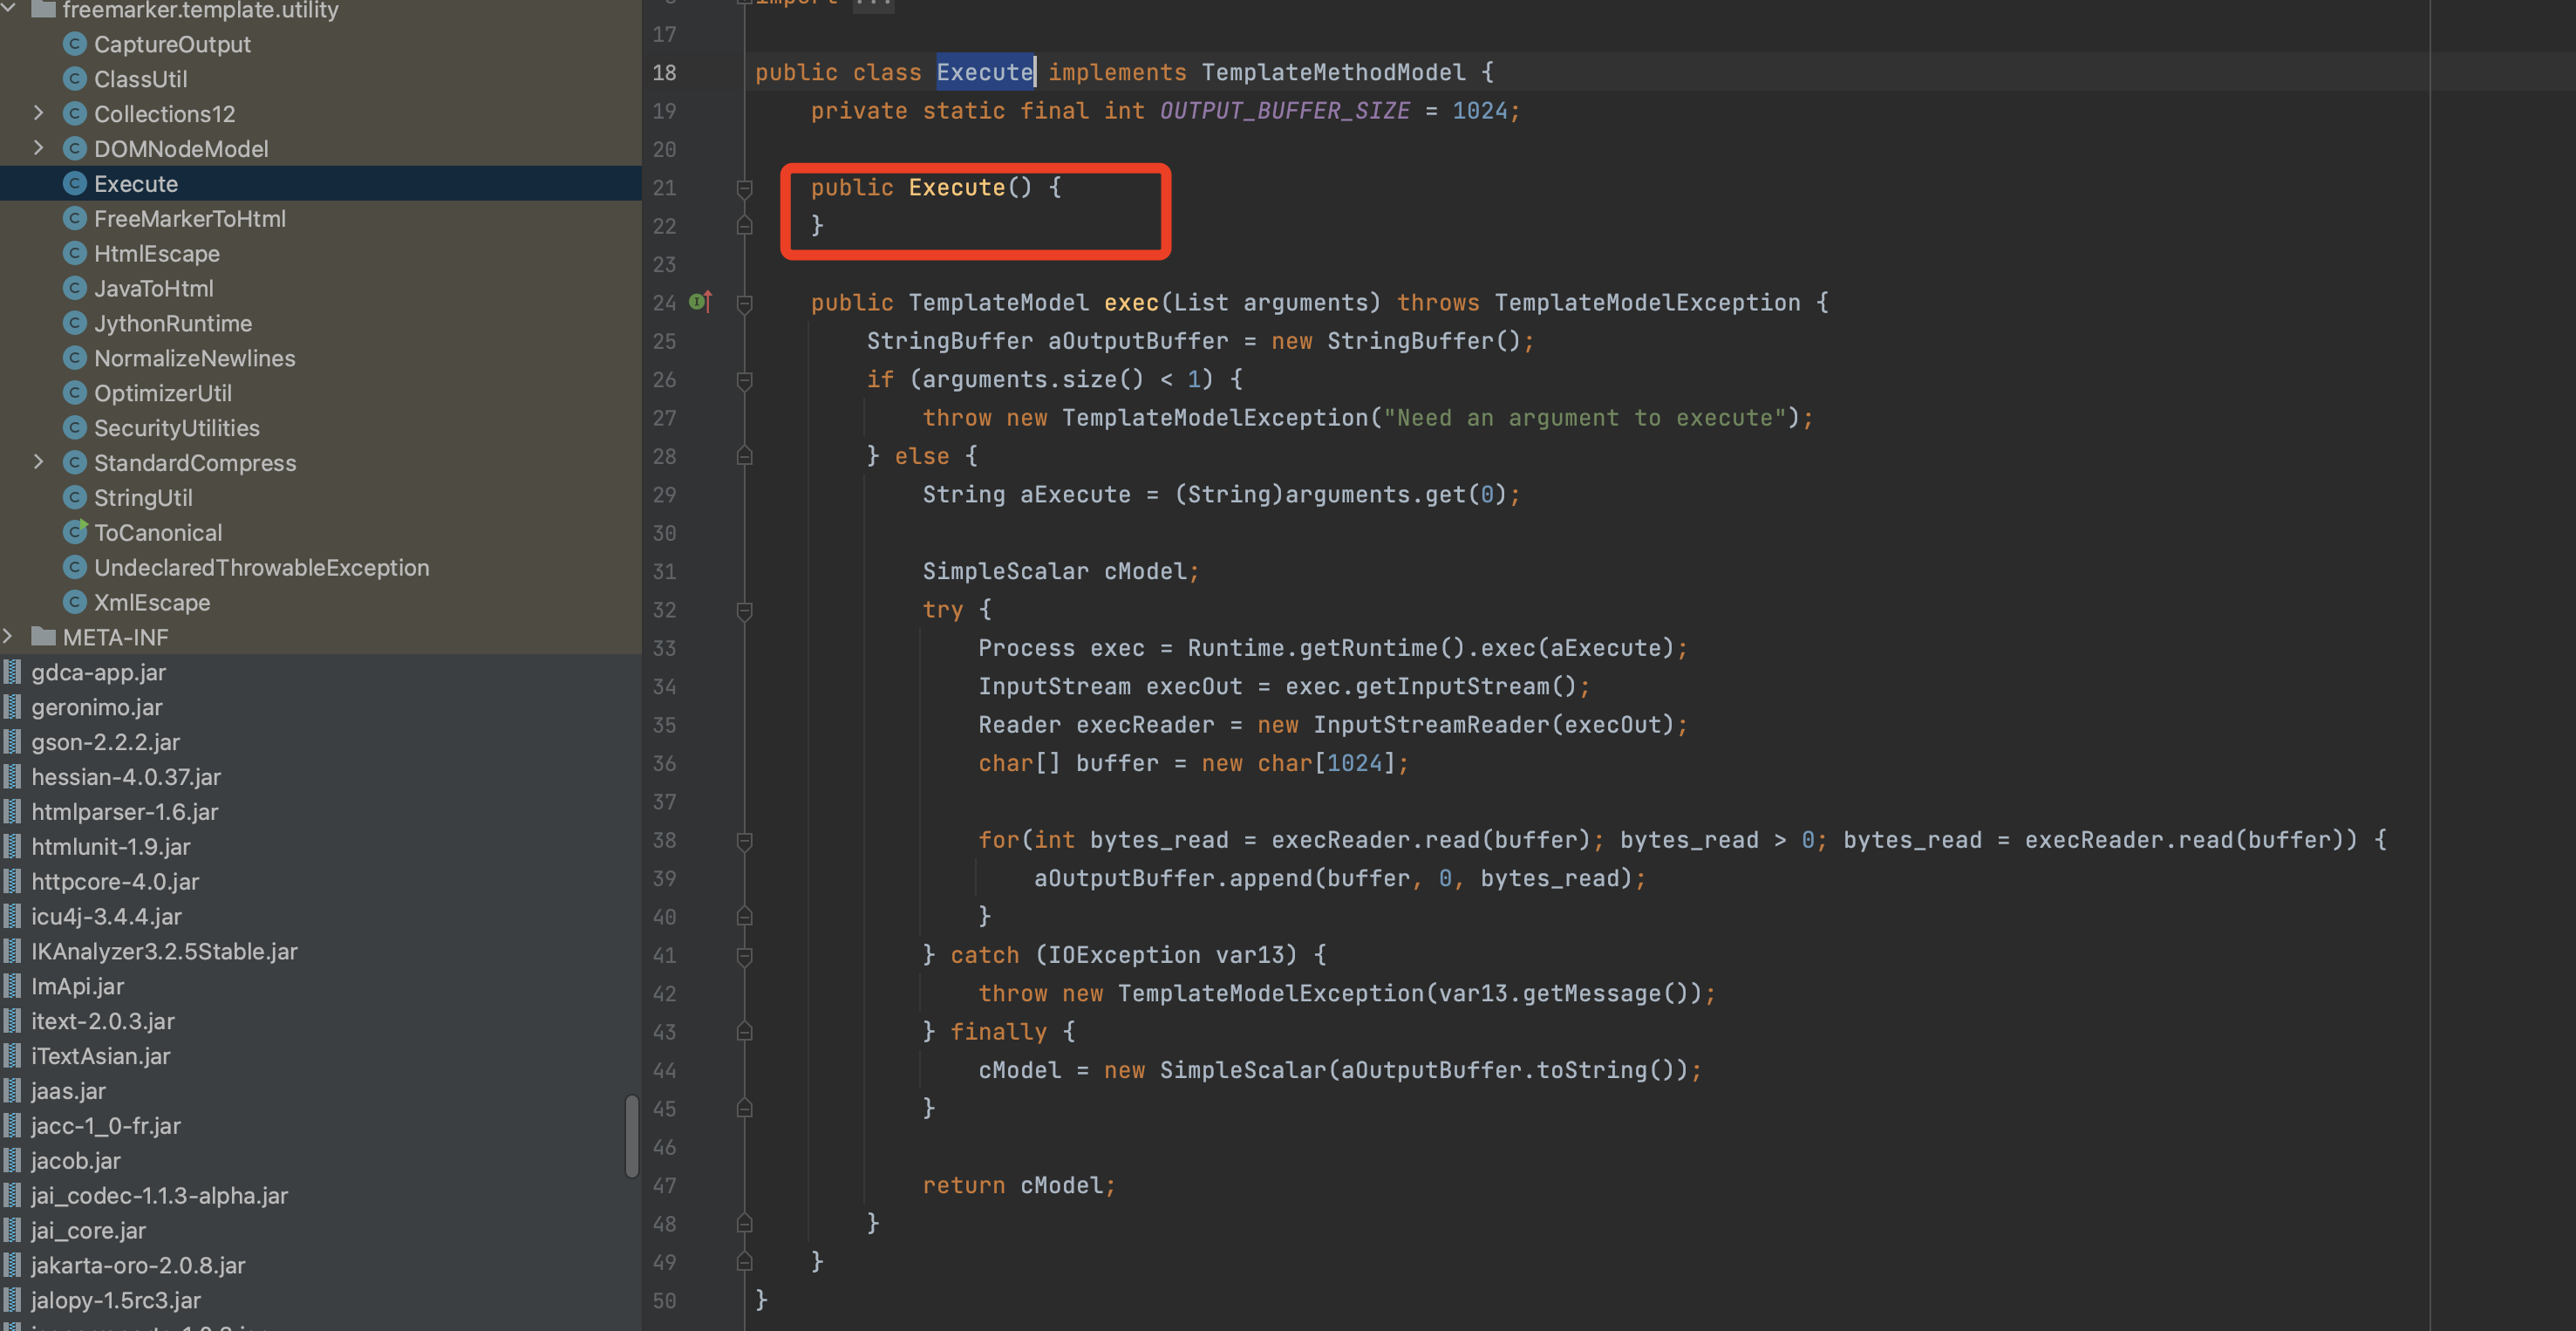 freemarker.template.utility
CaptureOutput
ClassUtil
Collections12
DOMNodeModel
Execute
FreeMarkerToHtml
HtmlEscape
JavaToHtml
JythonRuntime
NormalizeNewlines
OptimizerUtil
SecurityUtilities
StandardCompress
StringUtil
ToCanonical
UndeclaredThrowableException
XmlEscape
META-INF
gdca-app.jar
geronimo.jar
gson-2.2.2.jar
hessian-4.0.37.jar
htmlparser-1.6.jar
htmlunit-1.9.jar
httpcore-4.0.jar
icu4j-3.4.4.jar
IKAnalyzer3.2.5Stable.jar
ImApi.jar
itext-2.0.3.jar
iTextAsian.jar
jaas.jar
jacc-1_0-fr.jar
jacob.jar
jai_codec-1.1.3-alpha.jar
jai_core.jar
jakarta-oro-2.0.8.jar
jalopy-1.5rc3.jar
import ...
17
18 public class Execute implements TemplateMethodModel {
19 private static final int OUTPUT_BUFFER_SIZE = 1024;
20
21 public Execute() {
22 }
23
24 public TemplateModel exec(List arguments) throws TemplateModelException {
25 StringBuffer aOutputBuffer = new StringBuffer();
26 if (arguments.size() < 1) {
27 throw new TemplateModelException("Need an argument to execute");
28 } else {
29 String aExecute = (String)arguments.get(0);
30
31 SimpleScalar cModel;
32 try {
33 Process exec = Runtime.getRuntime().exec(aExecute);
34 InputStream execOut = exec.getInputStream();
35 Reader execReader = new InputStreamReader(execOut);
36 char[] buffer = new char[1024];
37
38 for(int bytes_read = execReader.read(buffer); bytes_read > 0; bytes_read = execReader.read(buffer)) {
39 aOutputBuffer.append(buffer, 0, bytes_read);
40 }
41 } catch (IOException var13) {
42 throw new TemplateModelException(var13.getMessage());
43 } finally {
44 cModel = new SimpleScalar(aOutputBuffer.toString());
45 }
46
47 return cModel;
48 }
49 }
50 }